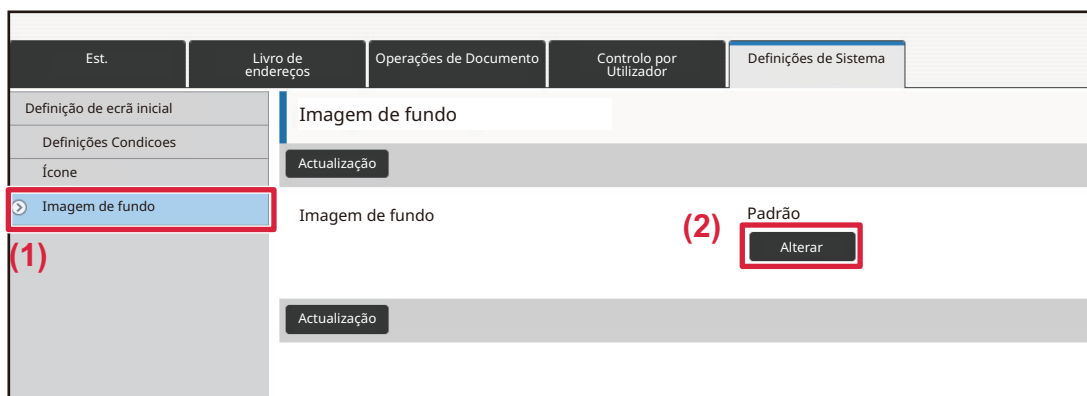 Est.
Livro de
endereços
Operações de Documento
Controlo por
Utilizador
Definições de Sistema
Definição de ecrã inicial
Definições Condicoes
Ícone
Imagem de fundo
(1)
Imagem de fundo
Actualização
Imagem de fundo
(2)
Padrão
Alterar
Actualização